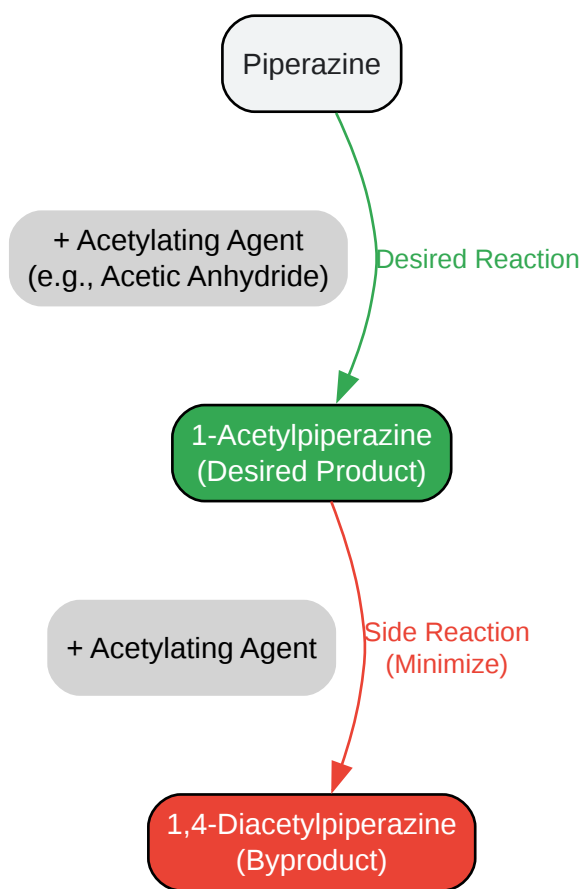 Piperazine
+ Acetylating Agent
(e.g., Acetic Anhydride)
Desired Reaction
1-Acetylpiperazine
(Desired Product)
+ Acetylating Agent
Side Reaction
(Minimize)
1,4-Diacetylpiperazine
(Byproduct)